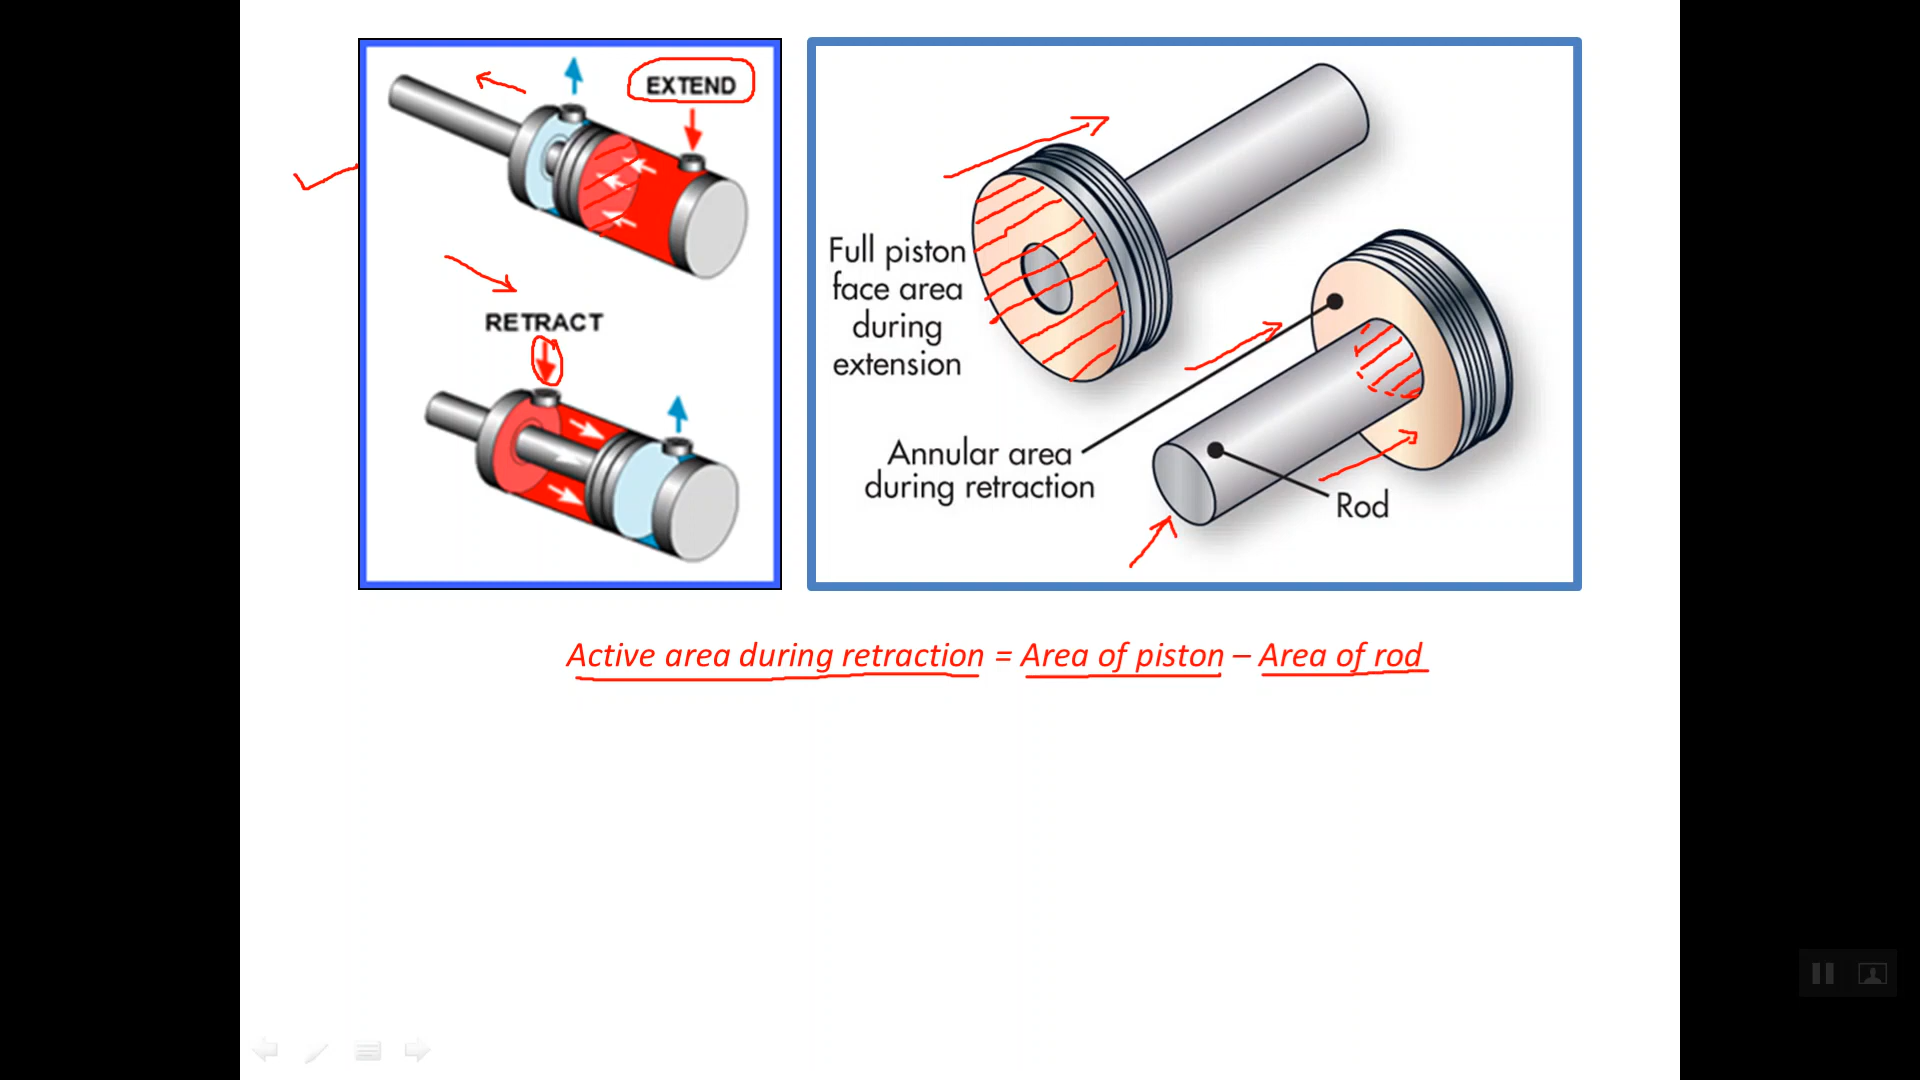 EXTEND
RETRACT
Full piston
face area
during
extension
Annular area
during retraction
Rod
Active area during retraction = Area of piston – Area of rod